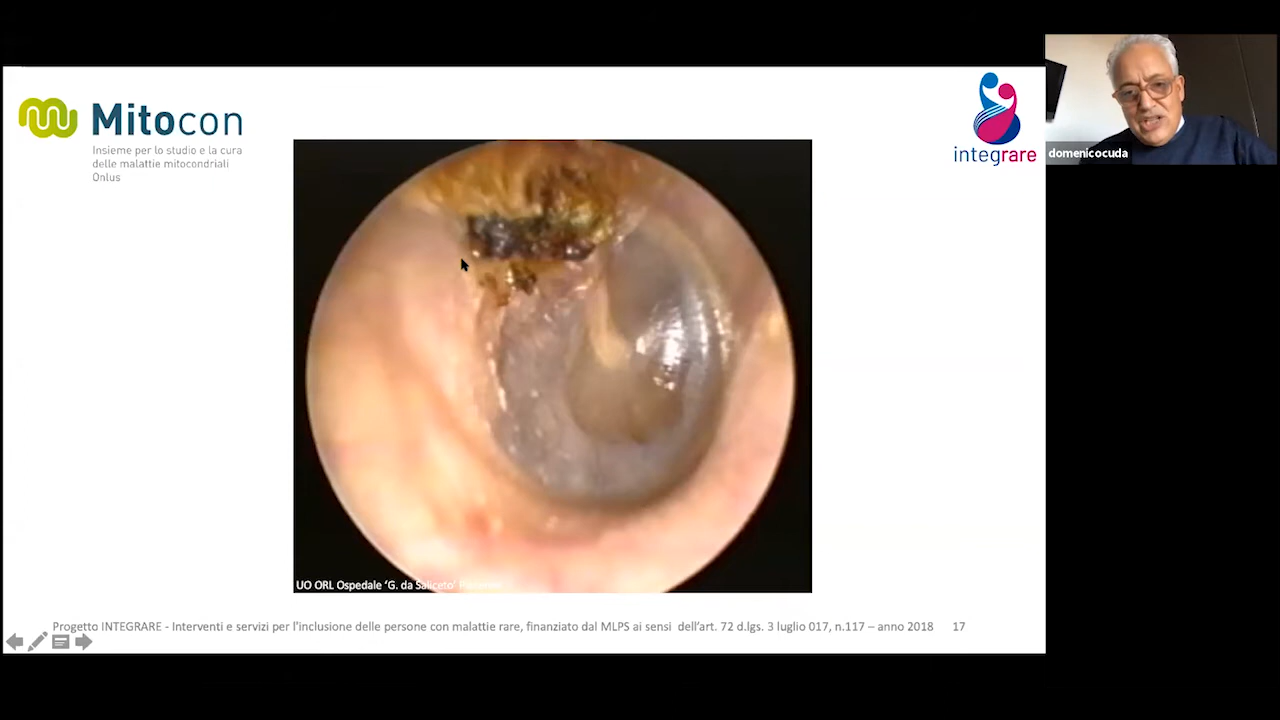 Mitocon
Insieme per lo studio e la cura
delle malattie mitocondriali
Onlus
integrare
domenicocuda
UO ORL Ospedale ‘G. da Saliceto’
Progetto INTEGRARE - Interventi e servizi per l'inclusione delle persone con malattie rare, finanziato dal MLPS ai sensi dell’art. 72 d.lgs. 3 luglio 017, n.117 – anno 2018 17